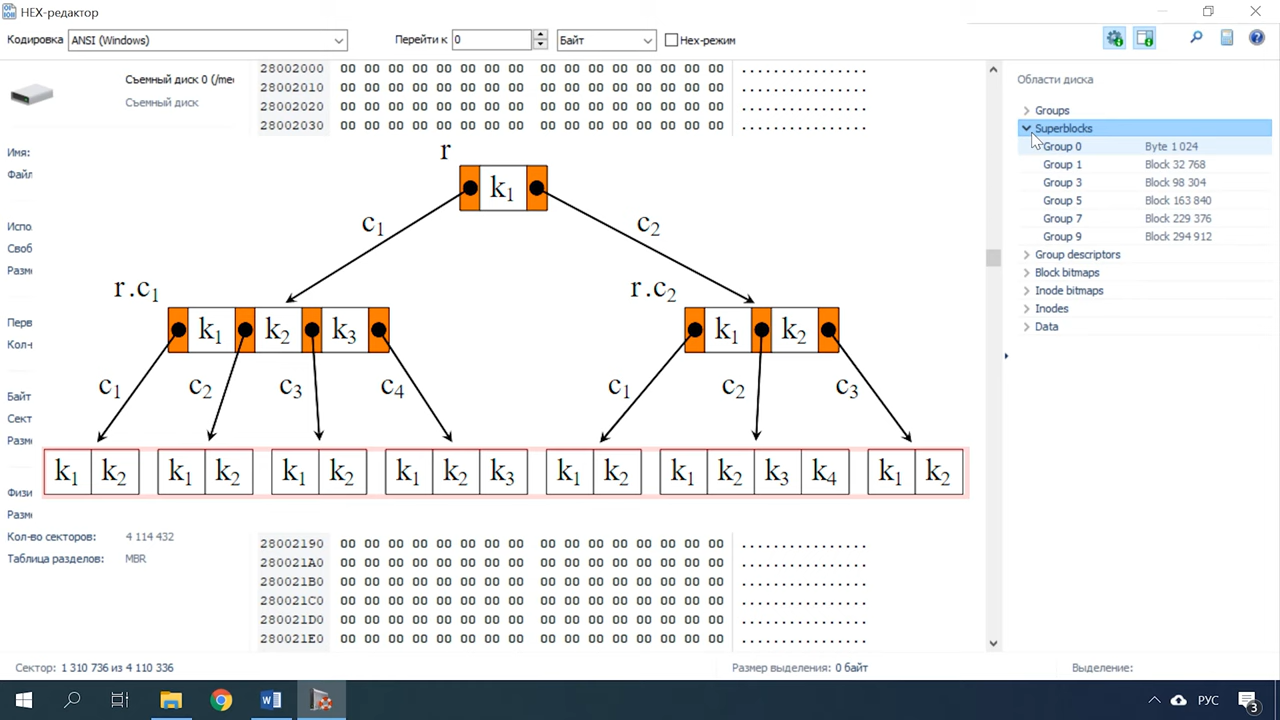 HEX-редактор
Кодировка ANSI (Windows) Перейти к 0 Байт Hex-режим
28002000 00 00 00 00 00 00 00 00 00 00 00 00 00 00 00 00 ................
28002010 00 00 00 00 00 00 00 00 00 00 00 00 00 00 00 00 ................
28002020 00 00 00 00 00 00 00 00 00 00 00 00 00 00 00 00 ................
28002030 00 00 00 00 00 00 00 00 00 00 00 00 00 00 00 00 ................
Съемный диск 0 (/me
Съемный диск
Имя:
Файл
Испо
Своб
Разм
Перв
Кол-
Байт
Сект
Разм
Физи
Разм
Кол-во секторов: 4 114 432
Таблица разделов: MBR
r
k₁
c₁ c₂
r.c₁ r.c₂
k₁ k₂ k₃ k₁ k₂
c₁ c₂ c₃ c₄ c₁ c₂ c₃
k₁ k₂ k₁ k₂ k₁ k₂ k₁ k₂ k₃ k₁ k₂ k₁ k₂ k₃ k₄ k₁ k₂
28002190 00 00 00 00 00 00 00 00 00 00 00 00 00 00 00 00 ................
280021A0 00 00 00 00 00 00 00 00 00 00 00 00 00 00 00 00 ................
280021B0 00 00 00 00 00 00 00 00 00 00 00 00 00 00 00 00 ................
280021C0 00 00 00 00 00 00 00 00 00 00 00 00 00 00 00 00 ................
280021D0 00 00 00 00 00 00 00 00 00 00 00 00 00 00 00 00 ................
280021E0 00 00 00 00 00 00 00 00 00 00 00 00 00 00 00 00 ................
Области диска
Groups
Superblocks
Group 0 Byte 1 024
Group 1 Block 32 768
Group 3 Block 98 304
Group 5 Block 163 840
Group 7 Block 229 376
Group 9 Block 294 912
Group descriptors
Block bitmaps
Inode bitmaps
Inodes
Data
Сектор: 1 310 736 из 4 110 336 Размер выделения: 0 байт Выделение:
РУС 3